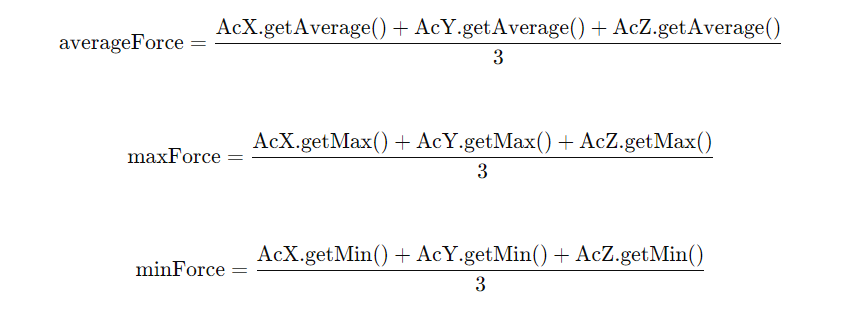 averageForce = AcX.getAverage() + AcY.getAverage() + AcZ.getAverage()
3
maxForce = AcX.getMax() + AcY.getMax() + AcZ.getMax()
3
minForce = AcX.getMin() + AcY.getMin() + AcZ.getMin()
3